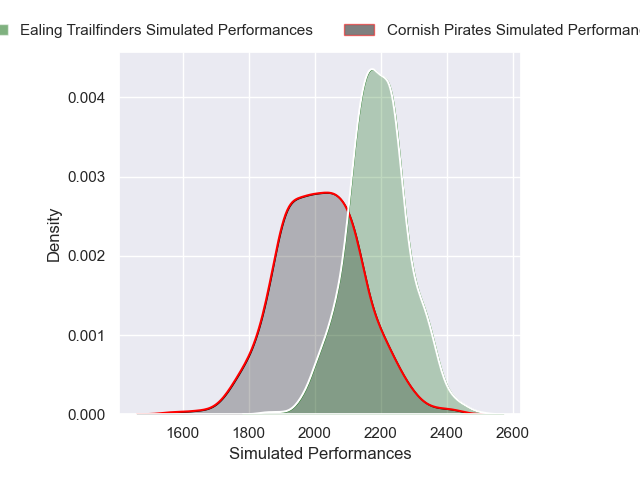 Ealing Trailfinders Simulated Performances
Cornish Pirates Simulated
0.004
0.003
0.002
0.001
0.000
Density
1600 1800 2000 2200 2400 2600
Simulated Performances